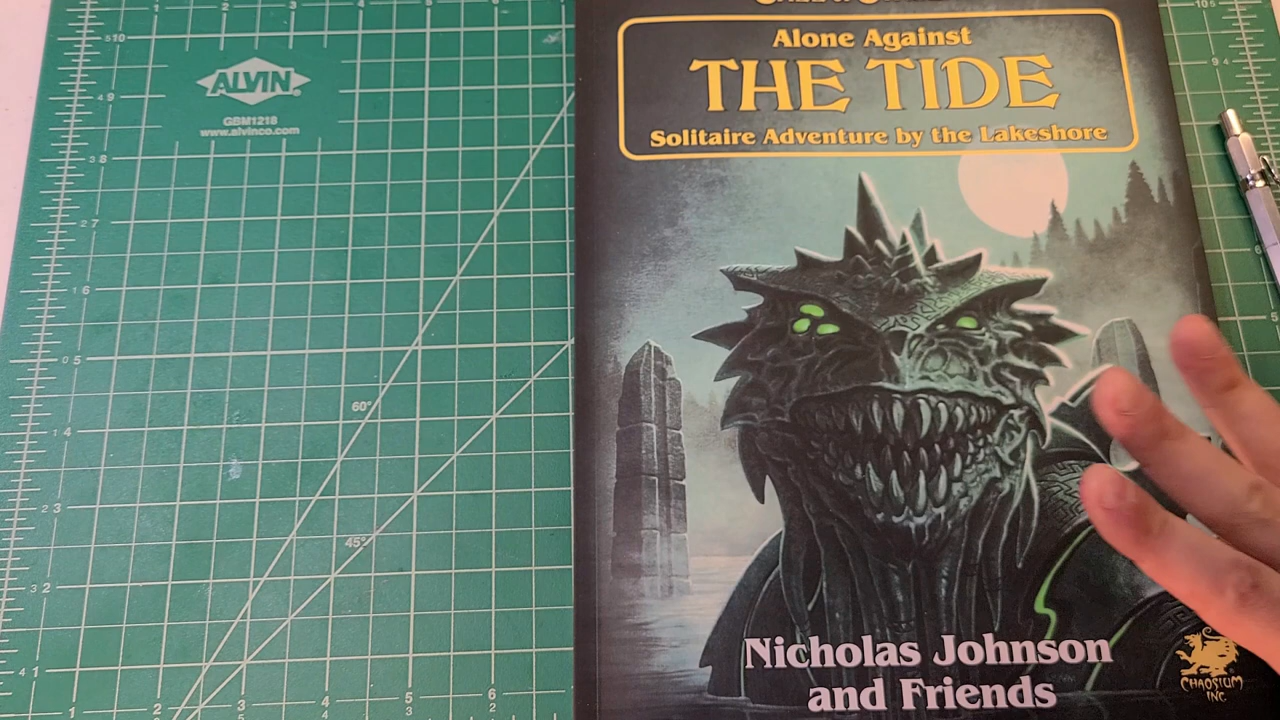 ALVIN
GBM1218
www.alvinco.com
60°
45°
Alone Against
THE TIDE
Solitaire Adventure by the Lakeshore
Nicholas Johnson
and Friends
CHAOSIUM
INC.